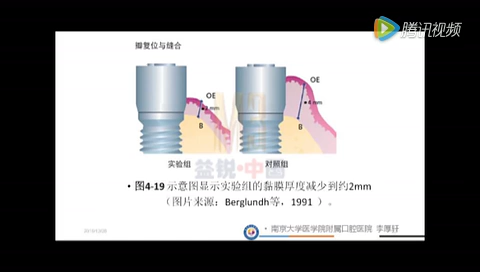 腾讯视频
瓣复位与缝合
OE
2 mm
B
实验组
OE
4 mm
B
对照组
益锐·中国
• 图4-19 示意图显示实验组的黏膜厚度减少到约2mm
（图片来源：Berglundh等，1991 ）。
• 南京大学医学院附属口腔医院 李厚轩